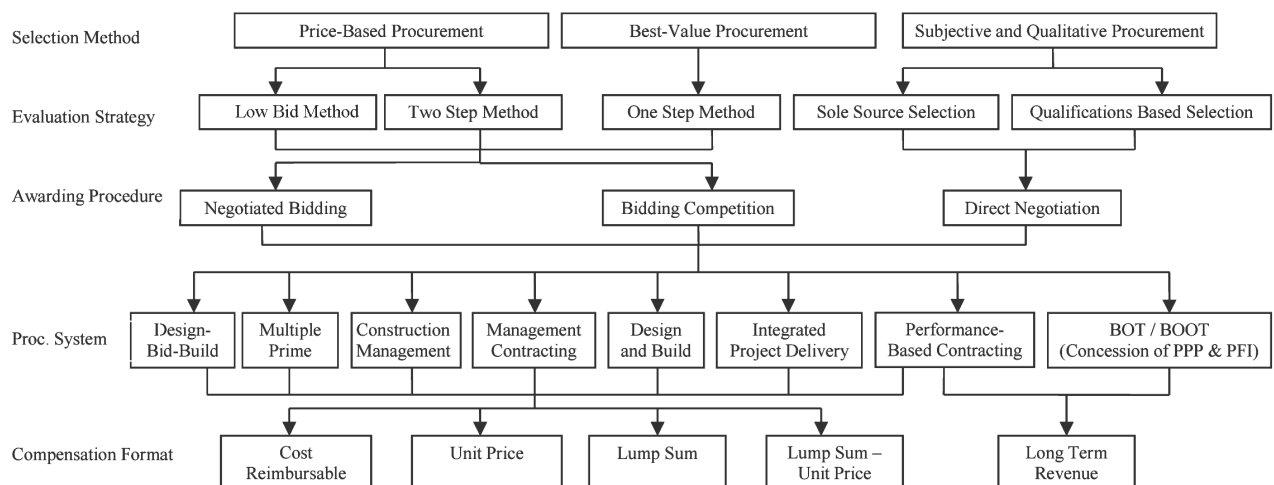 Selection Method
Price-Based Procurement
Best-Value Procurement
Subjective and Qualitative Procurement
Evaluation Strategy
Low Bid Method
Two Step Method
One Step Method
Sole Source Selection
Qualifications Based Selection
Awarding Procedure
Negotiated Bidding
Bidding Competition
Direct Negotiation
Proc. System
Design-
Bid-Build
Multiple
Prime
Construction
Management
Management
Contracting
Design
and Build
Integrated
Project Delivery
Performance-
Based Contracting
BOT / BOOT
(Concession of PPP & PFI)
Compensation Format
Cost
Reimbursable
Unit Price
Lump Sum
Lump Sum –
Unit Price
Long Term
Revenue